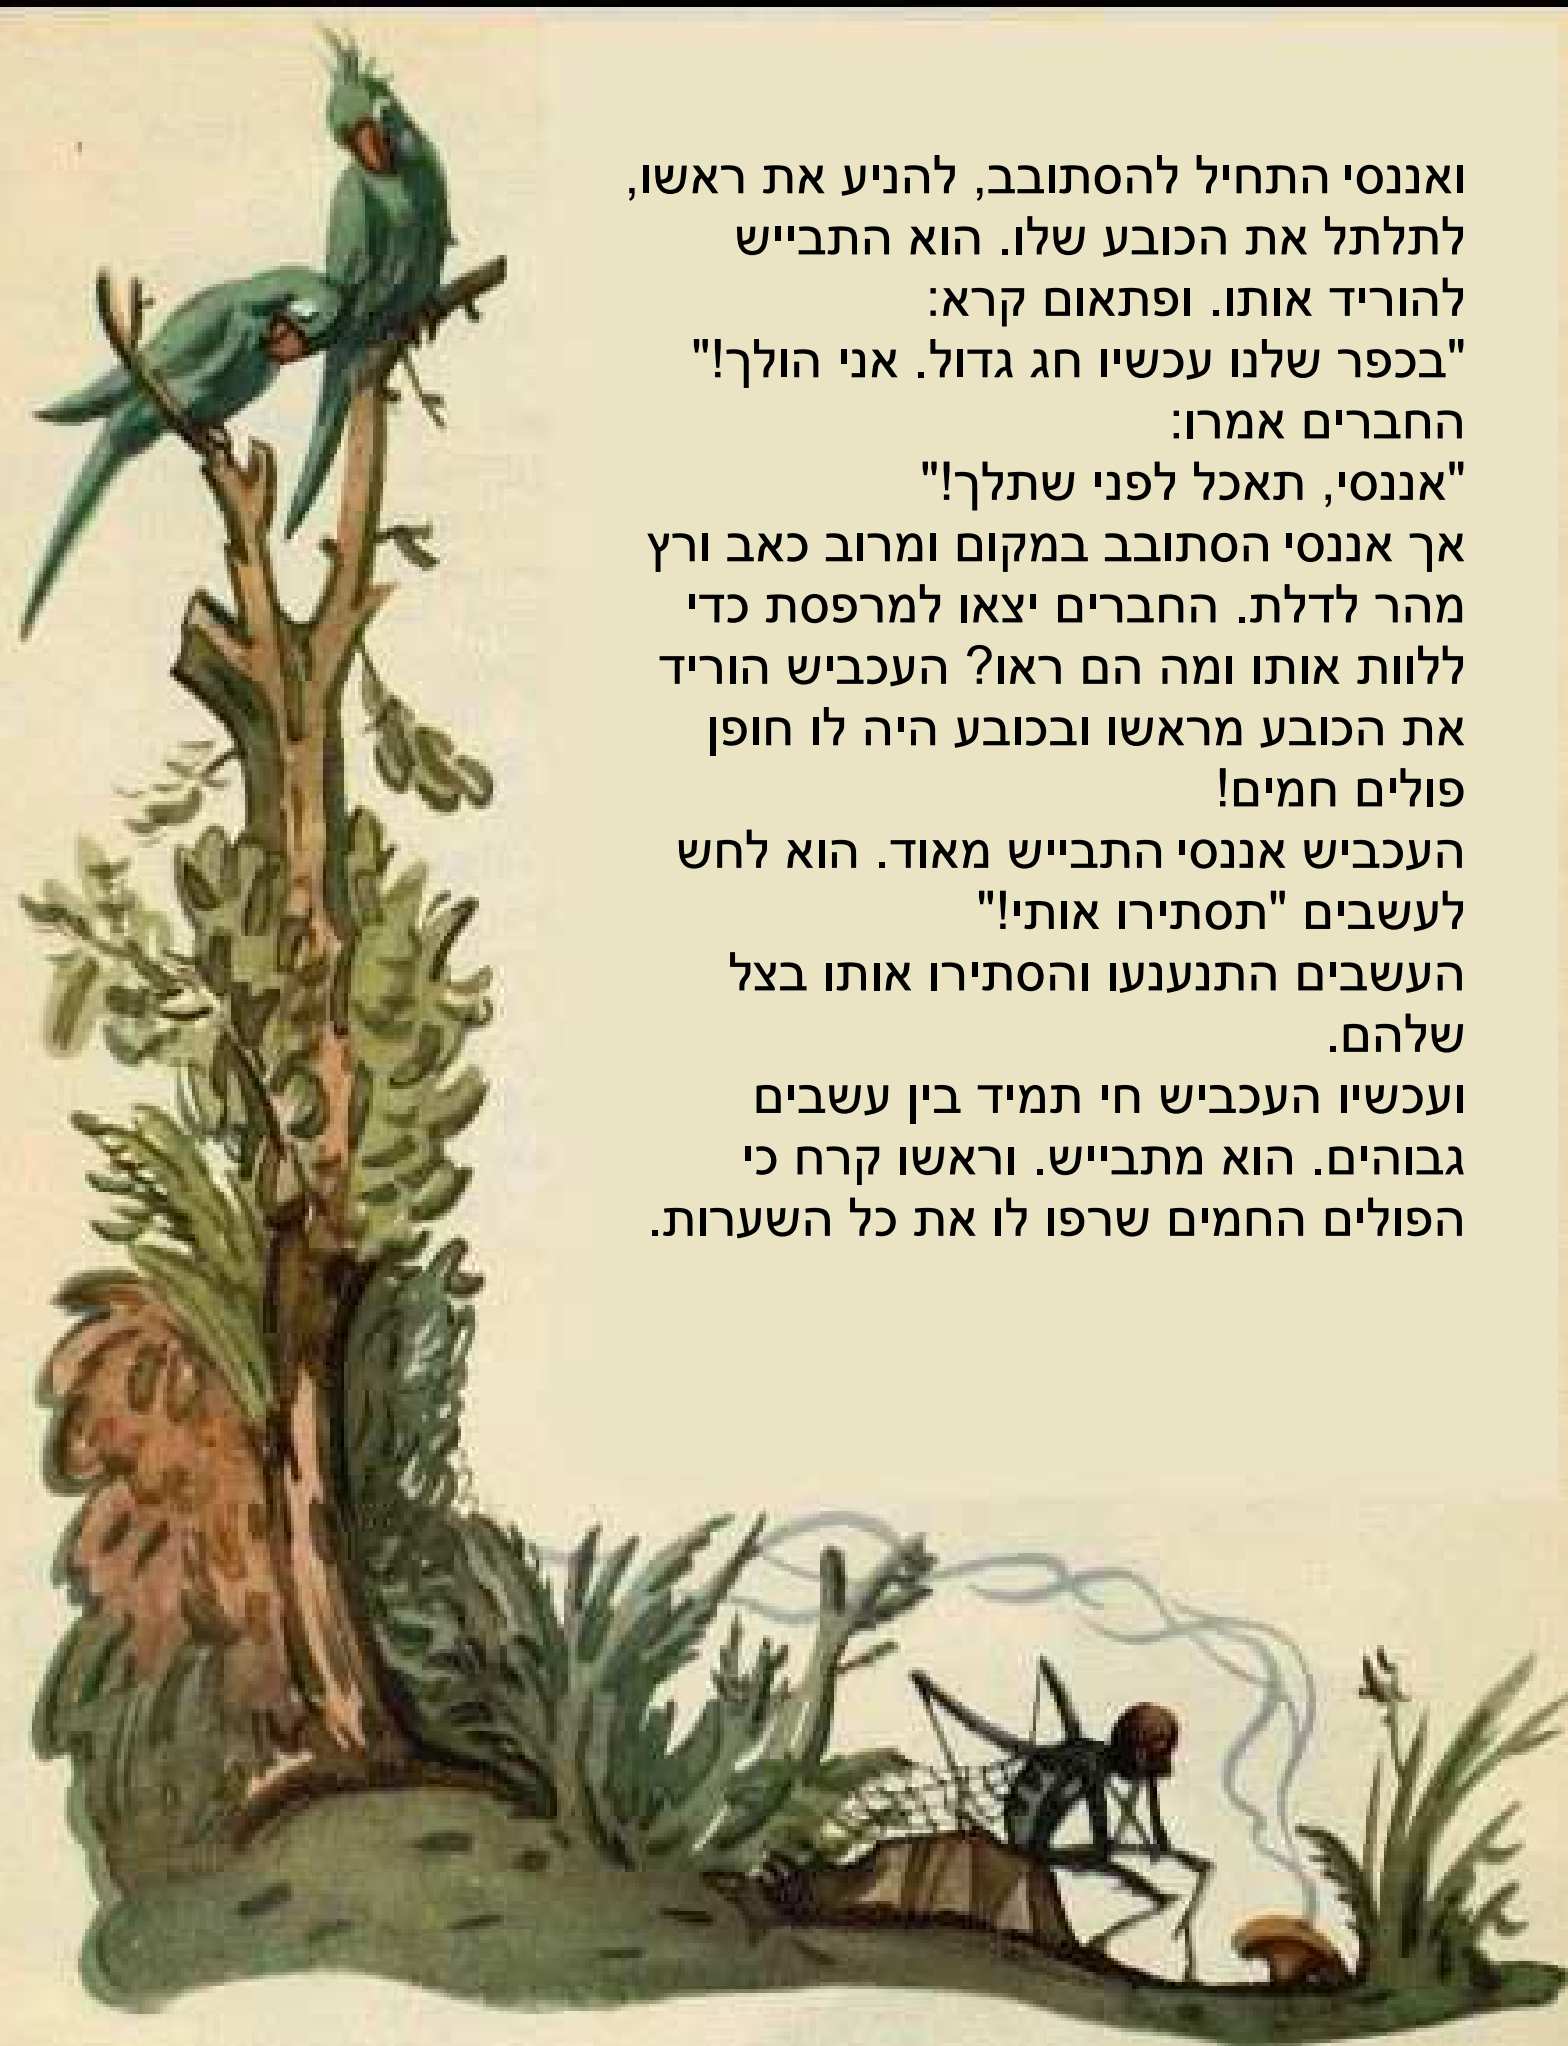 ואננסי התחיל להסתובב, להניע את ראשו,
לתלתל את הכובע שלו. הוא התבייש
להוריד אותו. ופתאום קרא:
"בכפר שלנו עכשיו חג גדול. אני הולך!"
החברים אמרו:
"אננסי, תאכל לפני שתלך!"
אך אננסי הסתובב במקום ומרוב כאב ורץ
מהר לדלת. החברים יצאו למרפסת כדי
ללוות אותו ומה הם ראו? העכביש הוריד
את הכובע מראשו ובכובע היה לו חופן
פולים חמים!
העכביש אננסי התבייש מאוד. הוא לחש
לעשבים "תסתירו אותי!"
העשבים התנענעו והסתירו אותו בצל
שלהם.
ועכשיו העכביש חי תמיד בין עשבים
גבוהים. הוא מתבייש. וראשו קרח כי
הפולים החמים שרפו לו את כל השערות.